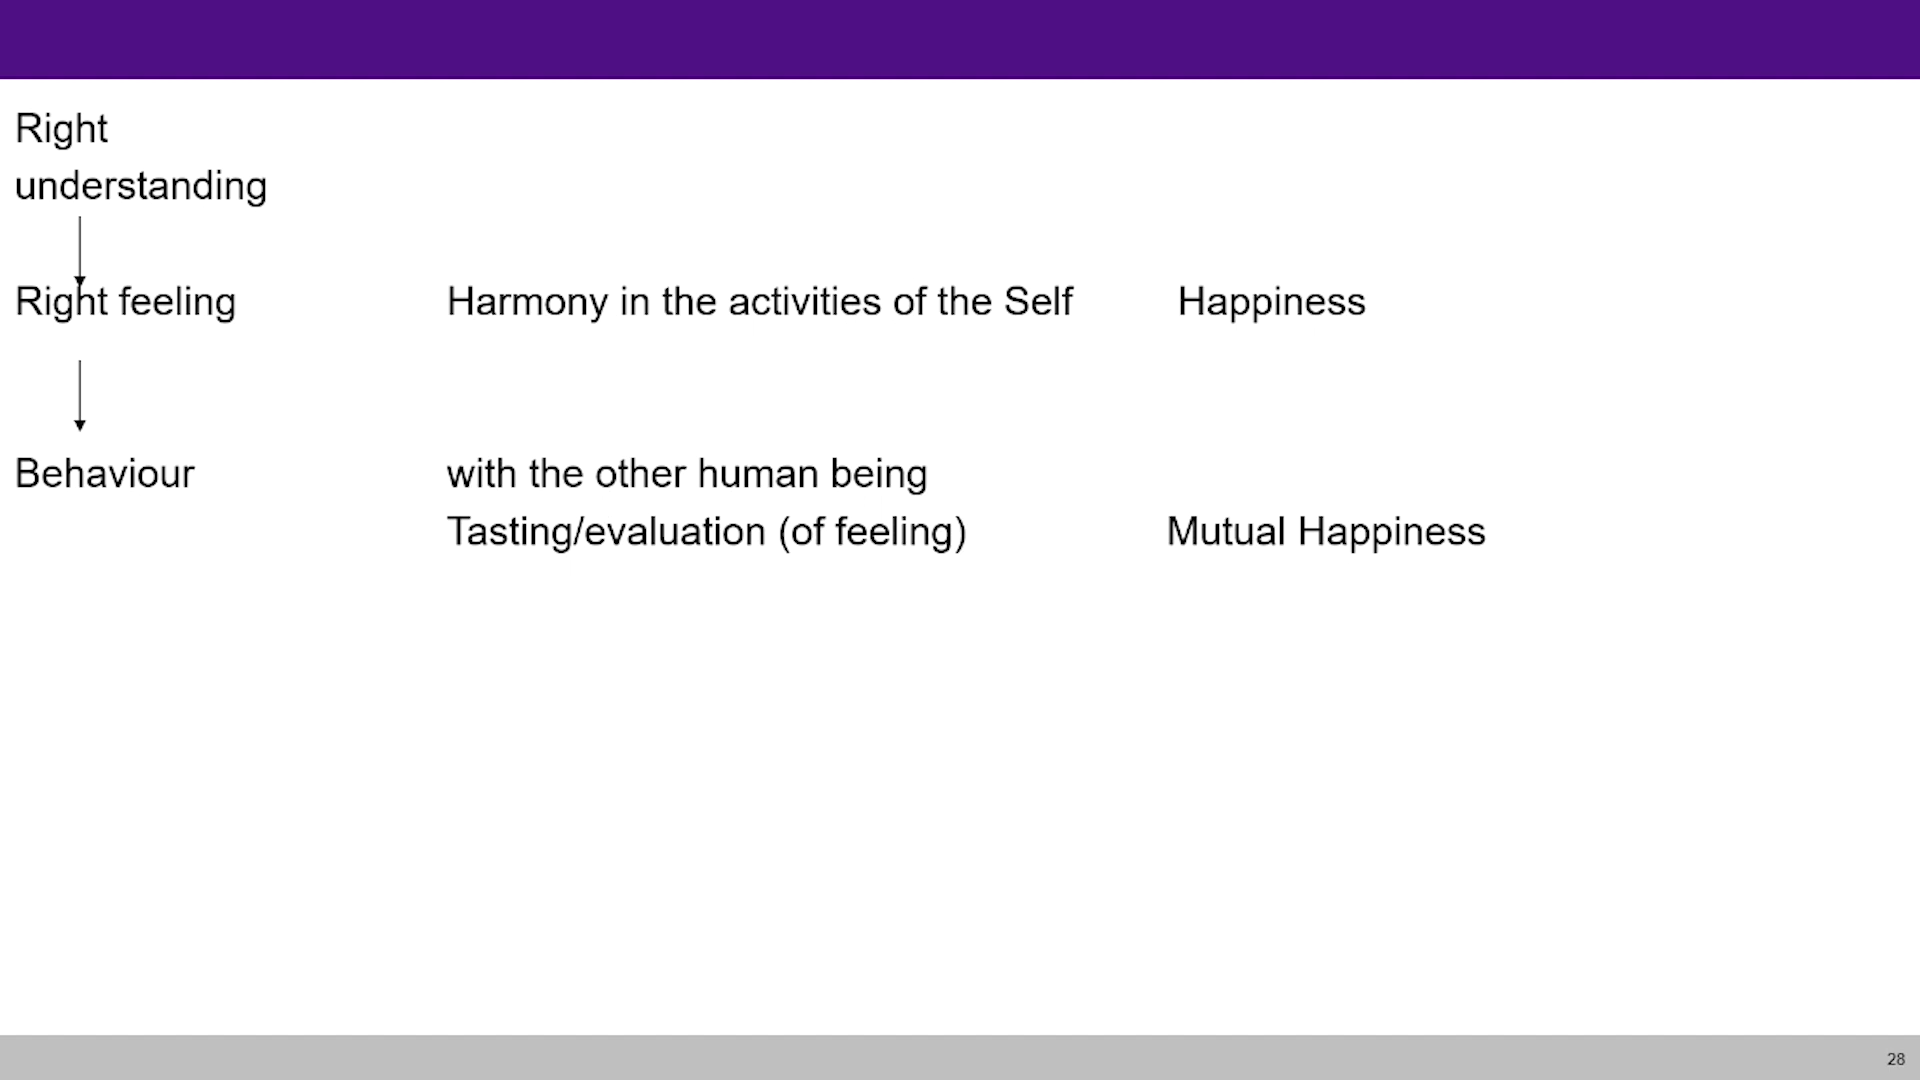 Right
understanding
Right feeling Harmony in the activities of the Self Happiness
Behaviour with the other human being
Tasting/evaluation (of feeling) Mutual Happiness
28